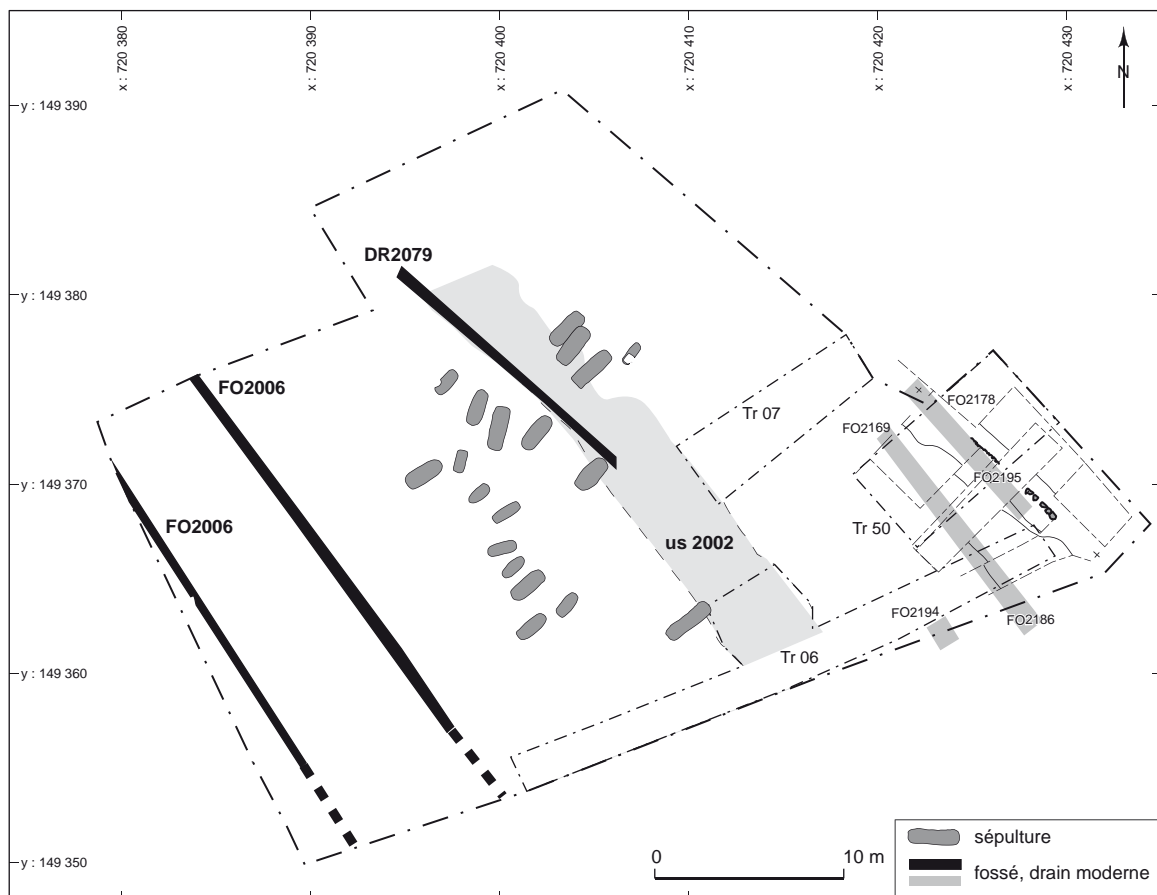 x : 720 380
x : 720 390
x : 720 400
x : 720 410
x : 720 420
x : 720 430
N
y : 149 390
DR2079
y : 149 380
FO2006
FO2178
Tr 07
FO2169
y : 149 370
FO2195
FO2006
Tr 50
us 2002
FO2194
FO2186
y : 149 360
Tr 06
0 10 m
sépulture
y : 149 350
fossé, drain moderne